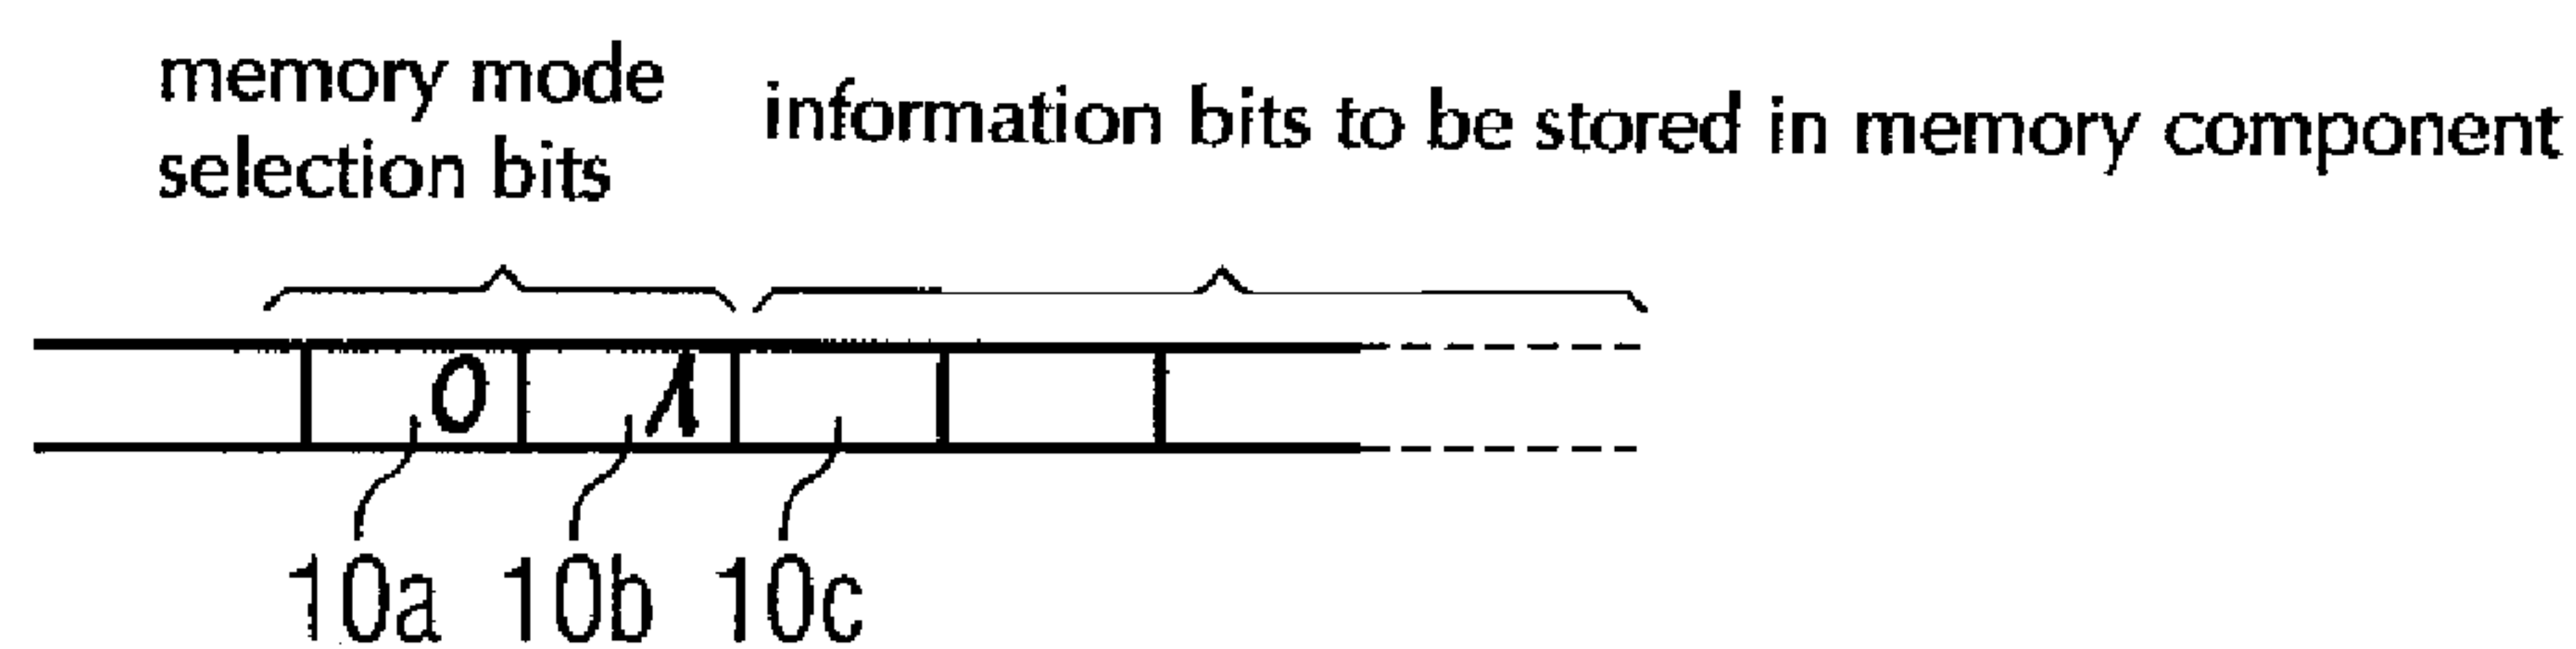 memory mode
selection bits
information bits to be stored in memory component
0 1
10a 10b 10c